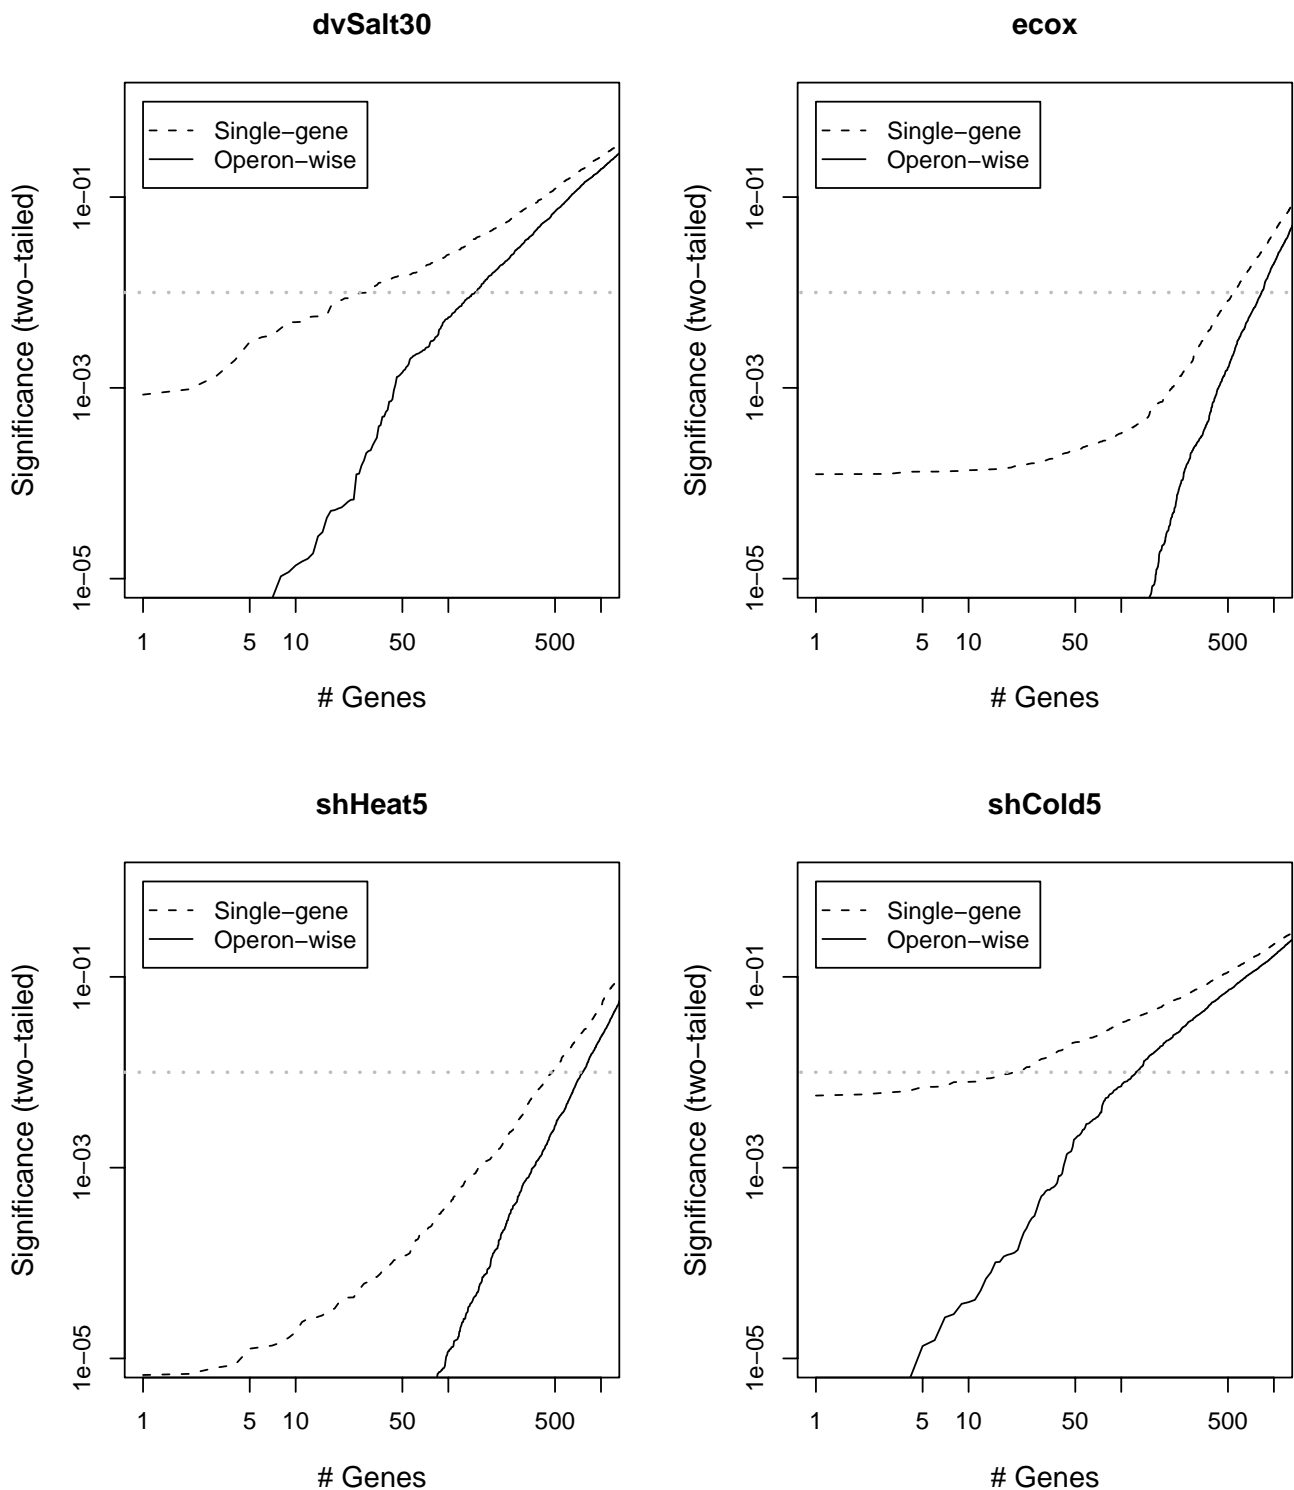 dvSalt30
Single−gene
Operon−wise
Significance (two−tailed)
1e−01
1e−03
1e−05
1 5 10 50 500
# Genes
ecox
Single−gene
Operon−wise
Significance (two−tailed)
1e−01
1e−03
1e−05
1 5 10 50 500
# Genes
shHeat5
Single−gene
Operon−wise
Significance (two−tailed)
1e−01
1e−03
1e−05
1 5 10 50 500
# Genes
shCold5
Single−gene
Operon−wise
Significance (two−tailed)
1e−01
1e−03
1e−05
1 5 10 50 500
# Genes